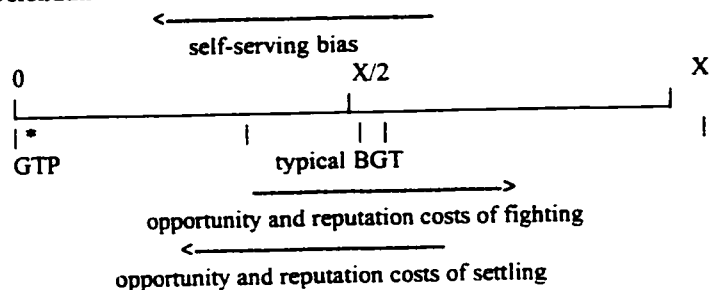 self-serving bias
0 X/2 X
| * | | | |
GTP typical BGT
opportunity and reputation costs of fighting
opportunity and reputation costs of settling